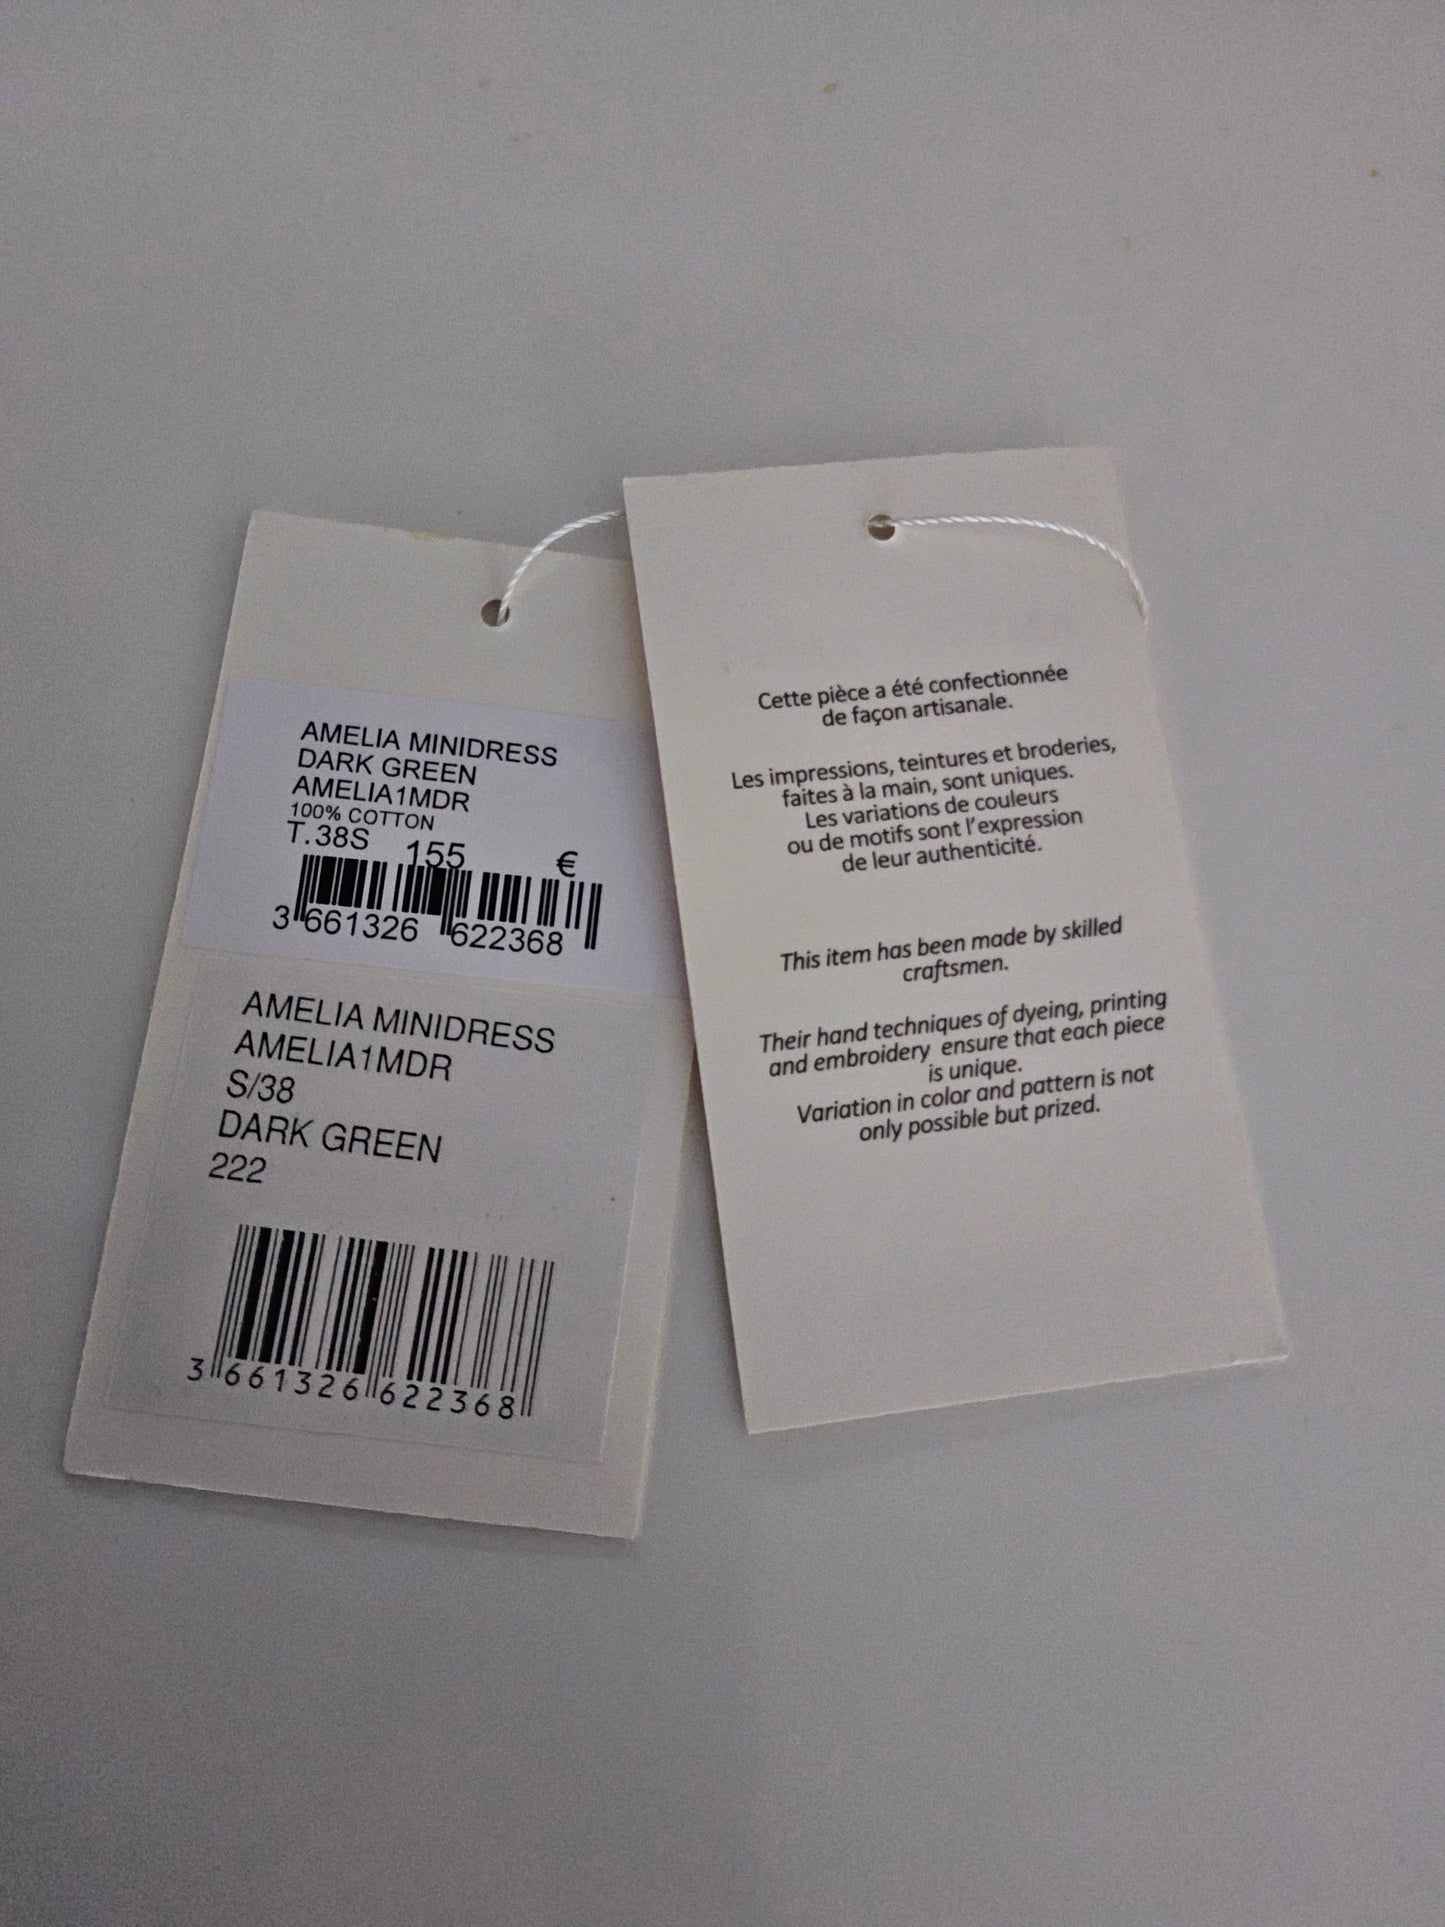 AMELIA MINIDRESS
DARK GREEN
AMELIA1MDR
100% COTTON
T.38S 155 €
3 661326 622368
AMELIA MINIDRESS
AMELIA1MDR
S/38
DARK GREEN
222
3 661326 622368
Cette pièce a été confectionnée
de façon artisanale.
Les impressions, teintures et broderies,
faites à la main, sont uniques.
Les variations de couleurs
ou de motifs sont l'expression
de leur authenticité.
This item has been made by skilled
craftsmen.
Their hand techniques of dyeing, printing
and embroidery ensure that each piece
is unique.
Variation in color and pattern is not
only possible but prized.